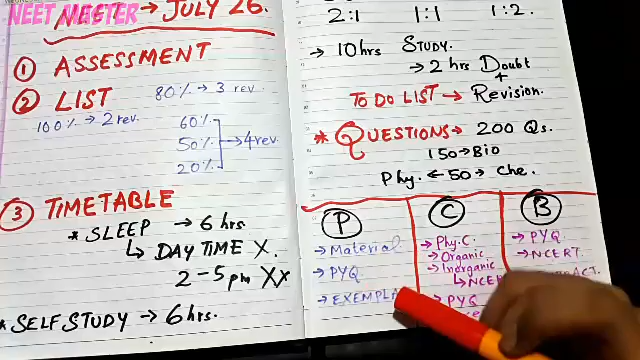 NEET MEETER
NEET → JULY 26.
① ASSESSMENT
② LIST
80% → 3 rev.
100% → 2 rev.
60%
50% → 4 rev.
20%
③ TIMETABLE
* SLEEP → 6 hrs
↳ DAY TIME X.
2-5 pm XX
* SELF STUDY → 6 hrs.
2:1 1:1 1:2.
→ 10 hrs STUDY.
→ 2 hrs Doubt
+
TO DO LIST → Revision.
* QUESTIONS → 200 Qs.
150 → Bio
Phy. ← 50 → Che.
P
→ Material
→ PYQ
C
→ Phy. C
→ Organic
→ Inorganic
→ PYQ
B
→ PYQ
→ NCERT.